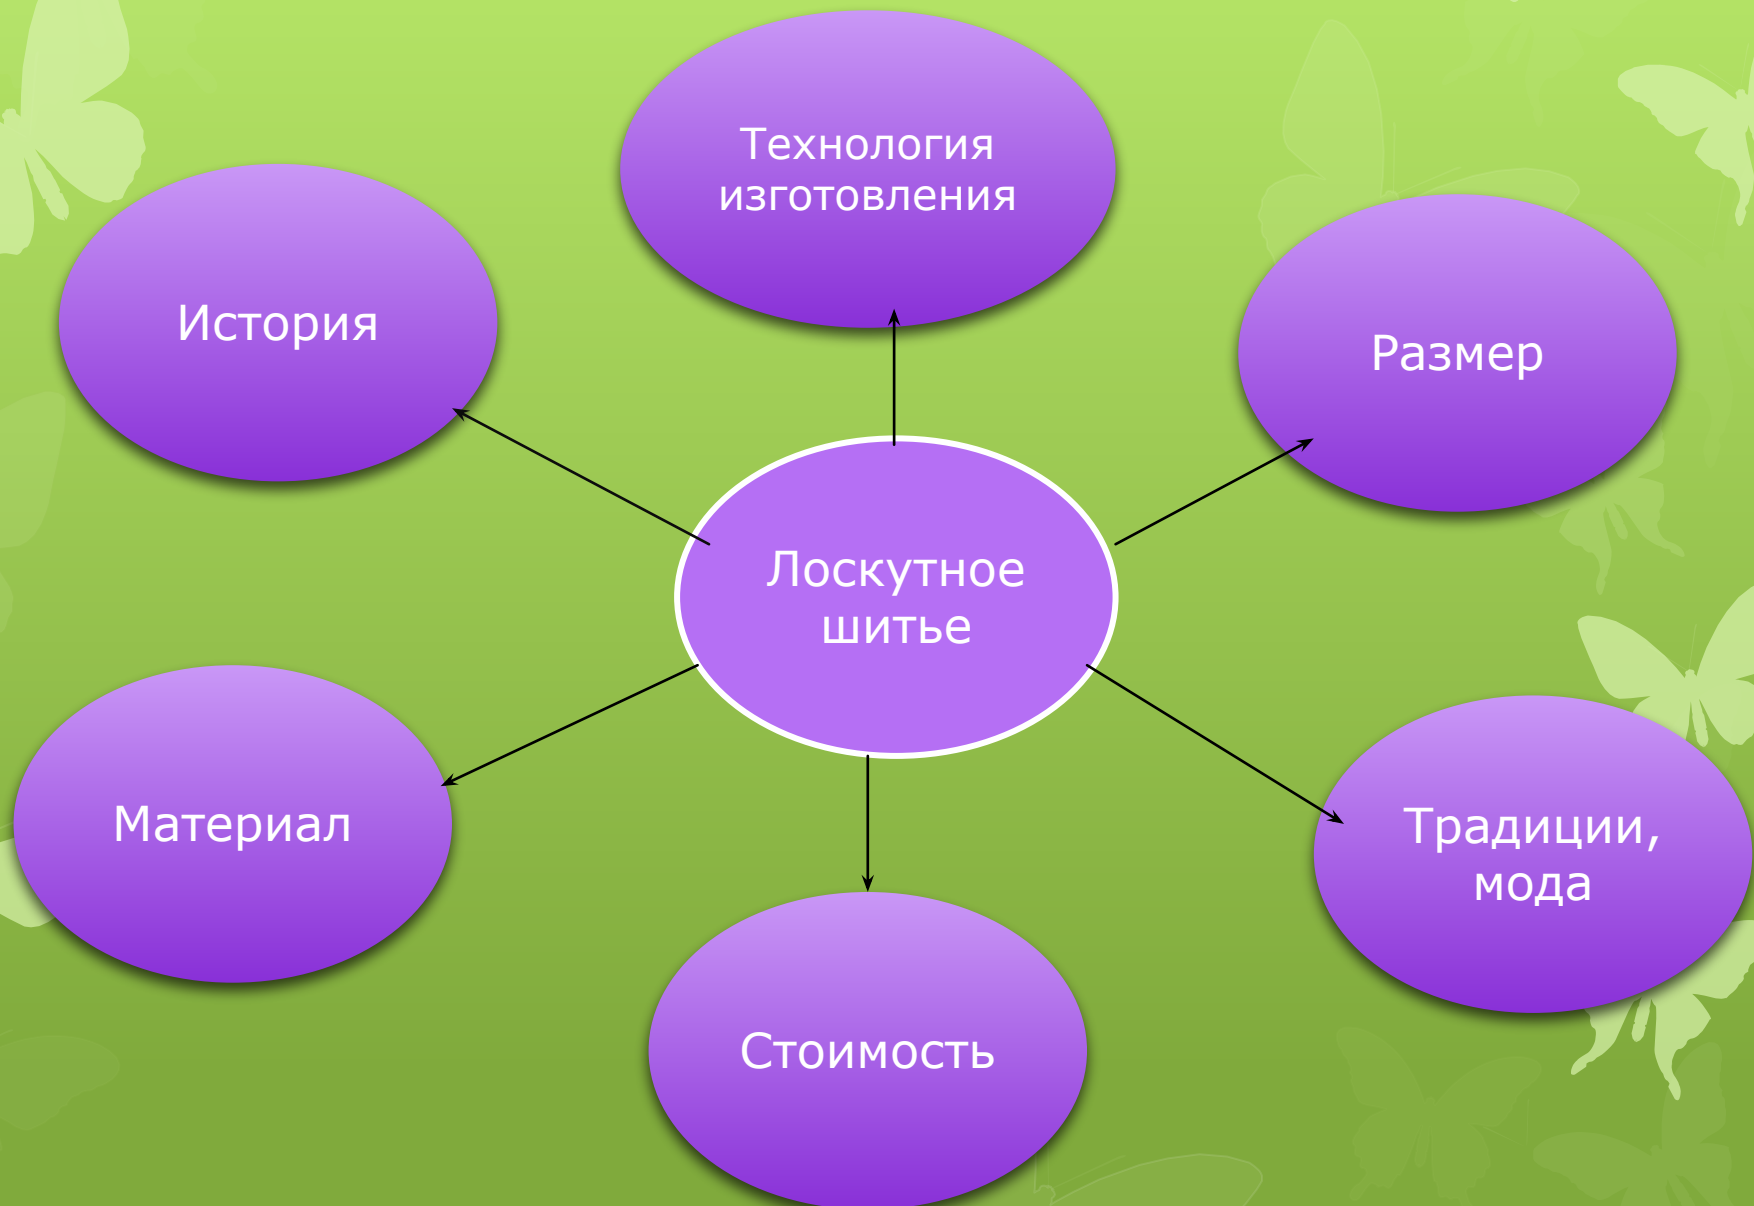 Технология
изготовления
История
Размер
Лоскутное
шитье
Материал
Традиции,
мода
Стоимость